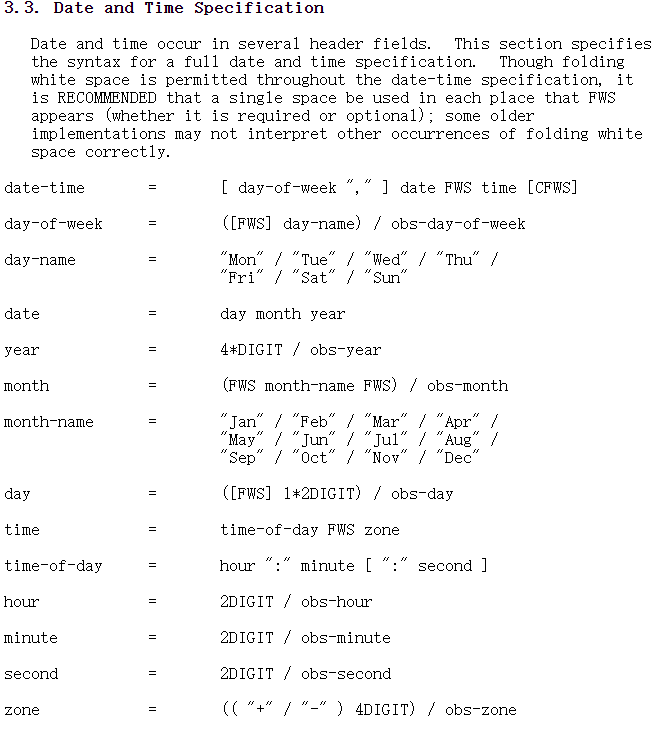 3.3. Date and Time Specification
Date and time occur in several header fields. This section specifies
the syntax for a full date and time specification. Though folding
white space is permitted throughout the date-time specification, it
is RECOMMENDED that a single space be used in each place that FWS
appears (whether it is required or optional); some older
implementations may not interpret other occurrences of folding white
space correctly.
date-time = [ day-of-week "," ] date FWS time [CFWS]
day-of-week = ([FWS] day-name) / obs-day-of-week
day-name = "Mon" / "Tue" / "Wed" / "Thu" /
"Fri" / "Sat" / "Sun"
date = day month year
year = 4*DIGIT / obs-year
month = (FWS month-name FWS) / obs-month
month-name = "Jan" / "Feb" / "Mar" / "Apr" /
"May" / "Jun" / "Jul" / "Aug" /
"Sep" / "Oct" / "Nov" / "Dec"
day = ([FWS] 1*2DIGIT) / obs-day
time = time-of-day FWS zone
time-of-day = hour ":" minute [ ":" second ]
hour = 2DIGIT / obs-hour
minute = 2DIGIT / obs-minute
second = 2DIGIT / obs-second
zone = (( "+" / "-" ) 4DIGIT) / obs-zone